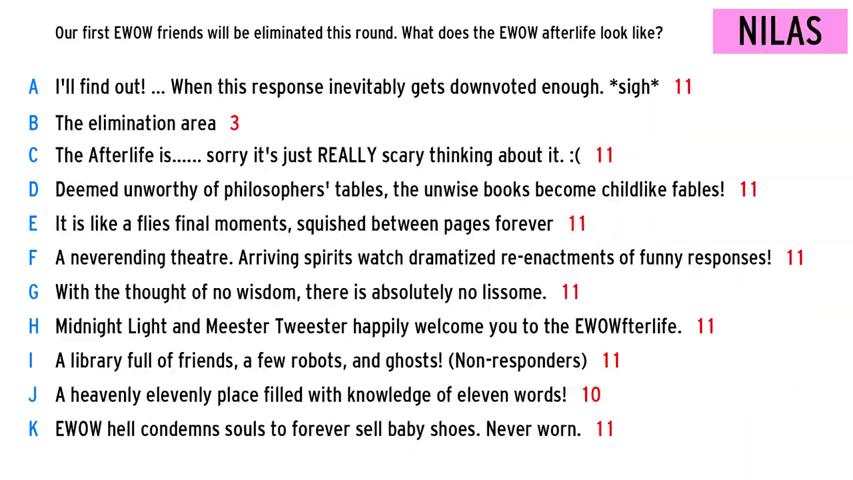 Our first EWOW friends will be eliminated this round. What does the EWOW afterlife look like?
NILAS
A I'll find out! ... When this response inevitably gets downvoted enough. *sigh* 11
B The elimination area 3
C The Afterlife is...... sorry it's just REALLY scary thinking about it. :( 11
D Deemed unworthy of philosophers' tables, the unwise books become childlike fables! 11
E It is like a flies final moments, squished between pages forever 11
F A neverending theatre. Arriving spirits watch dramatized re-enactments of funny responses! 11
G With the thought of no wisdom, there is absolutely no lissome. 11
H Midnight Light and Meester Tweester happily welcome you to the EWOWfterlife. 11
I A library full of friends, a few robots, and ghosts! (Non-responders) 11
J A heavenly elevenly place filled with knowledge of eleven words! 10
K EWOW hell condemns souls to forever sell baby shoes. Never worn. 11